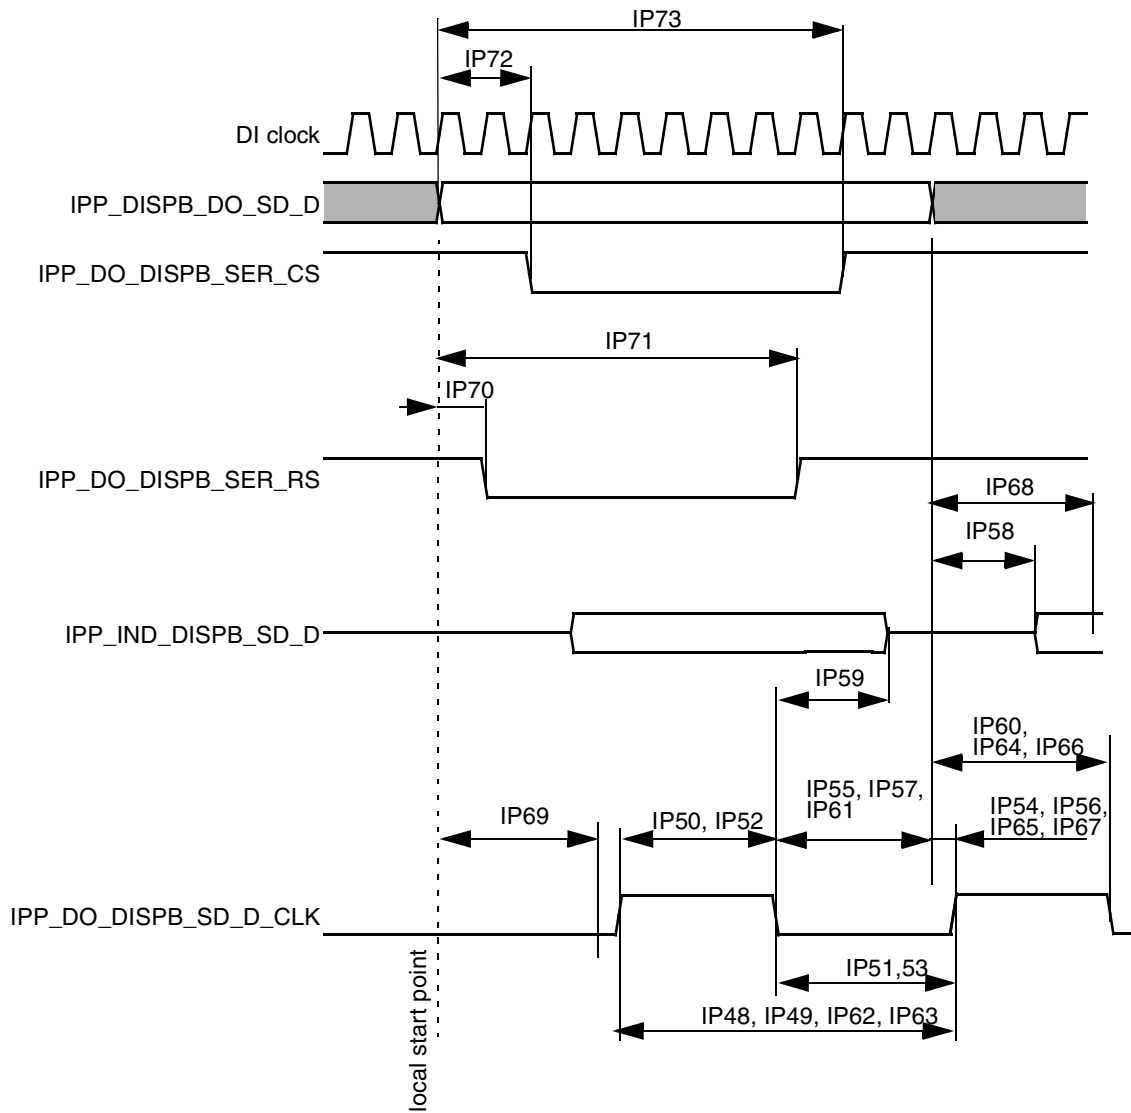 IP73
IP72
DI clock
IPP_DISPB_DO_SD_D
IPP_DO_DISPB_SER_CS
IP71
IP70
IPP_DO_DISPB_SER_RS
IP68
IP58
IPP_IND_DISPB_SD_D
IP59
IP60,
IP64, IP66
IP55, IP57,
IP61
IP54, IP56,
IP65, IP67
IP69
IP50, IP52
IPP_DO_DISPB_SD_D_CLK
IP51,53
IP48, IP49, IP62, IP63
local start point